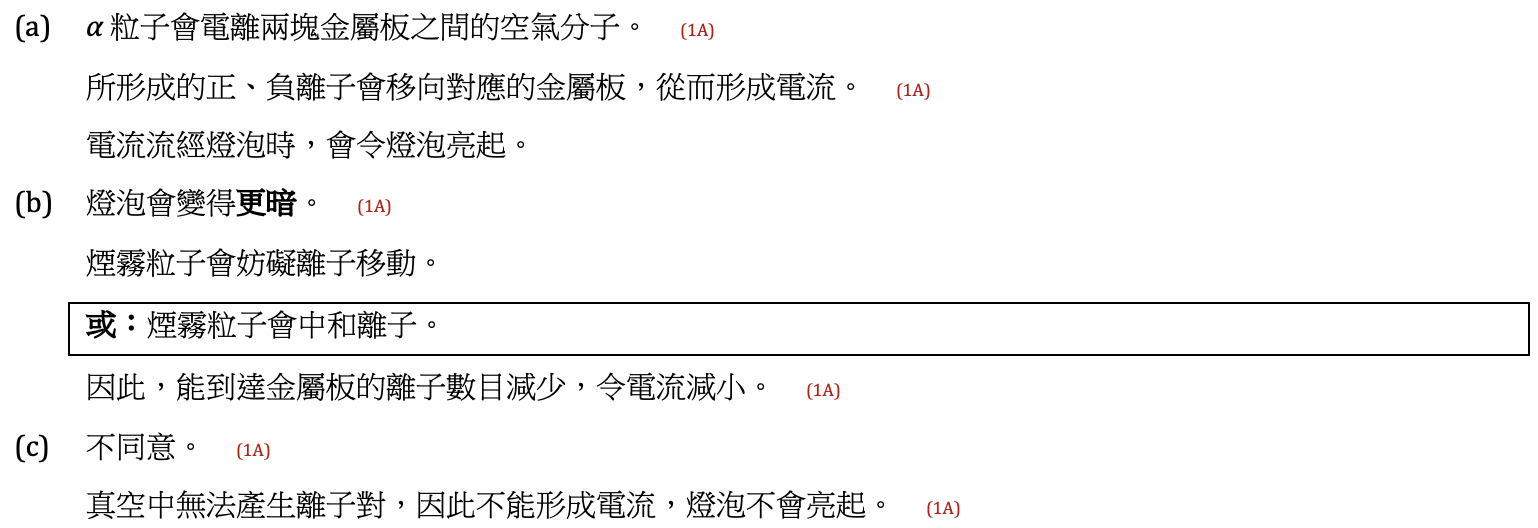 (a) α 粒子會電離兩塊金屬板之間的空氣分子。 (1A)
所形成的正、負離子會移向對應的金屬板，從而形成電流。 (1A)
電流流經燈泡時，會令燈泡亮起。
(b) 燈泡會變得更暗。 (1A)
煙霧粒子會妨礙離子移動。
或：煙霧粒子會中和離子。
因此，能到達金屬板的離子數目減少，令電流減小。 (1A)
(c) 不同意。 (1A)
真空中無法產生離子對，因此不能形成電流，燈泡不會亮起。 (1A)